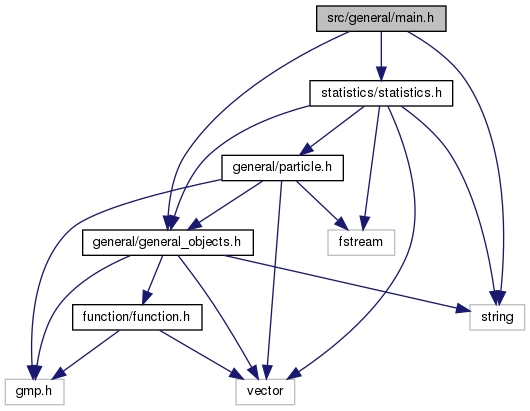 src/general/main.h
statistics/statistics.h
general/particle.h
general/general_objects.h
fstream
function/function.h
string
gmp.h
vector